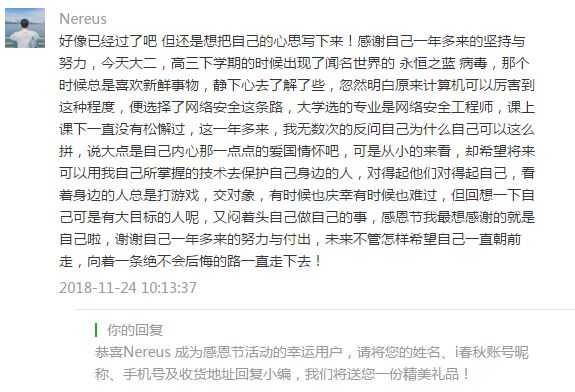 Nereus
好像已经过了吧 但还是想把自己的心思写下来！感谢自己一年多来的坚持与
努力，今天大二，高三下学期的时候出现了闻名世界的 永恒之蓝 病毒，那个
时候总是喜欢新鲜事物，静下心去了解了些，忽然明白原来计算机可以厉害到
这种程度，便选择了网络安全这条路，大学选的专业是网络安全工程师，课上
课下一直没有松懈过，这一年多来，我无数次的反问自己为什么自己可以这么
拼，说大点是自己内心那一点点的爱国情怀吧，可是从小的来看，却希望将来
可以用我自己所掌握的技术去保护自己身边的人，对得起他们对得起自己，看
着身边的人总是打游戏，交对象，有时候也庆幸有时候也难过，但回想一下自
己可是有大目标的人呢，又闷着头自己做自己的事，感恩节我最想感谢的就是
自己啦，谢谢自己一年多来的努力与付出，未来不管怎样希望自己一直朝前
走，向着一条绝不会后悔的路一直走下去！
2018-11-24 10:13:37
你的回复
恭喜Nereus 成为感恩节活动的幸运用户，请将您的姓名、i春秋账号昵
称、手机号及收货地址回复小编，我们将送您一份精美礼品！